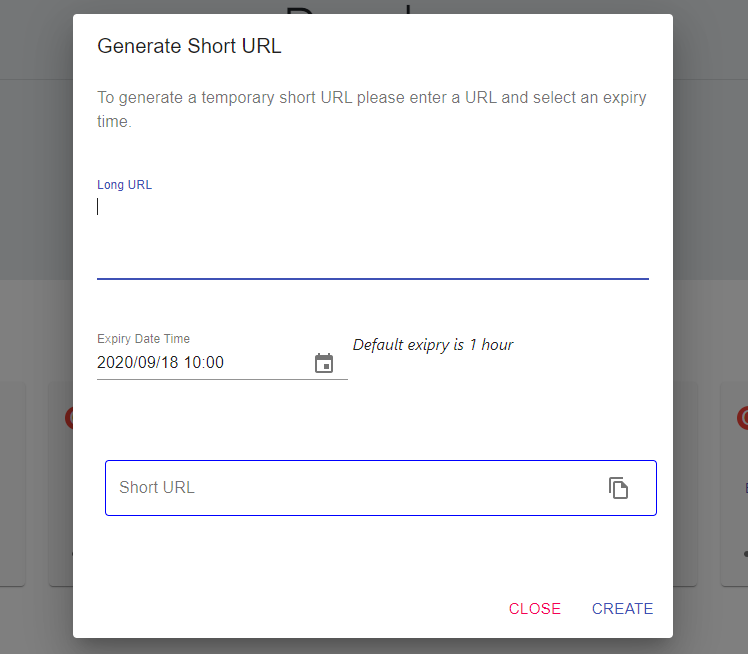 Generate Short URL
To generate a temporary short URL please enter a URL and select an expiry
time.
Long URL
Expiry Date Time
2020/09/18 10:00
Default exipry is 1 hour
Short URL
CLOSE
CREATE